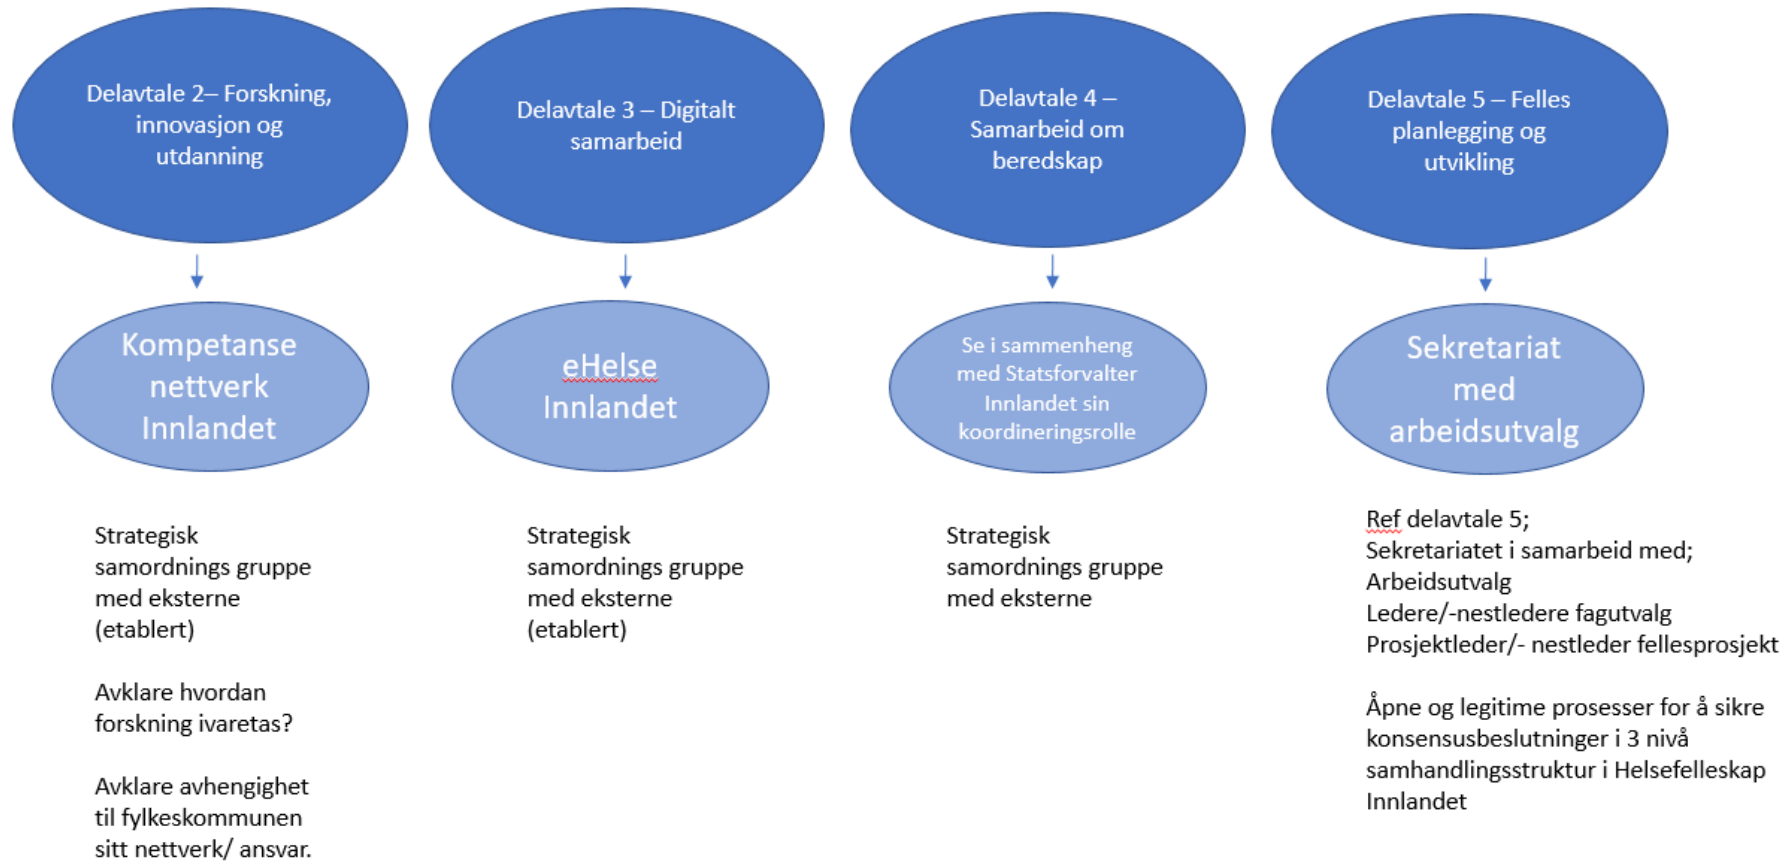 Delavtale 2– Forskning,
innovasjon og
utdanning
Delavtale 3 – Digitalt
samarbeid
Delavtale 4 –
Samarbeid om
beredskap
Delavtale 5 – Felles
planlegging og
utvikling
Kompetanse
nettverk
Innlandet
eHelse
Innlandet
Se i sammenheng
med Statsforvalter
Innlandet sin
koordineringsrolle
Sekretariat
med
arbeidsutvalg
Strategisk
samordnings gruppe
med eksterne
(etablert)
Avklare hvordan
forskning ivaretas?
Avklare avhengighet
til fylkeskommunen
sitt nettverk/ ansvar.
Strategisk
samordnings gruppe
med eksterne
(etablert)
Strategisk
samordnings gruppe
med eksterne
Ref delavtale 5;
Sekretariatet i samarbeid med;
Arbeidsutvalg
Ledere/-nestledere fagutvalg
Prosjektleder/- nestleder fellesprosjekt
Åpne og legitime prosesser for å sikre
konsensusbeslutninger i 3 nivå
samhandlingsstruktur i Helsefelleskap
Innlandet